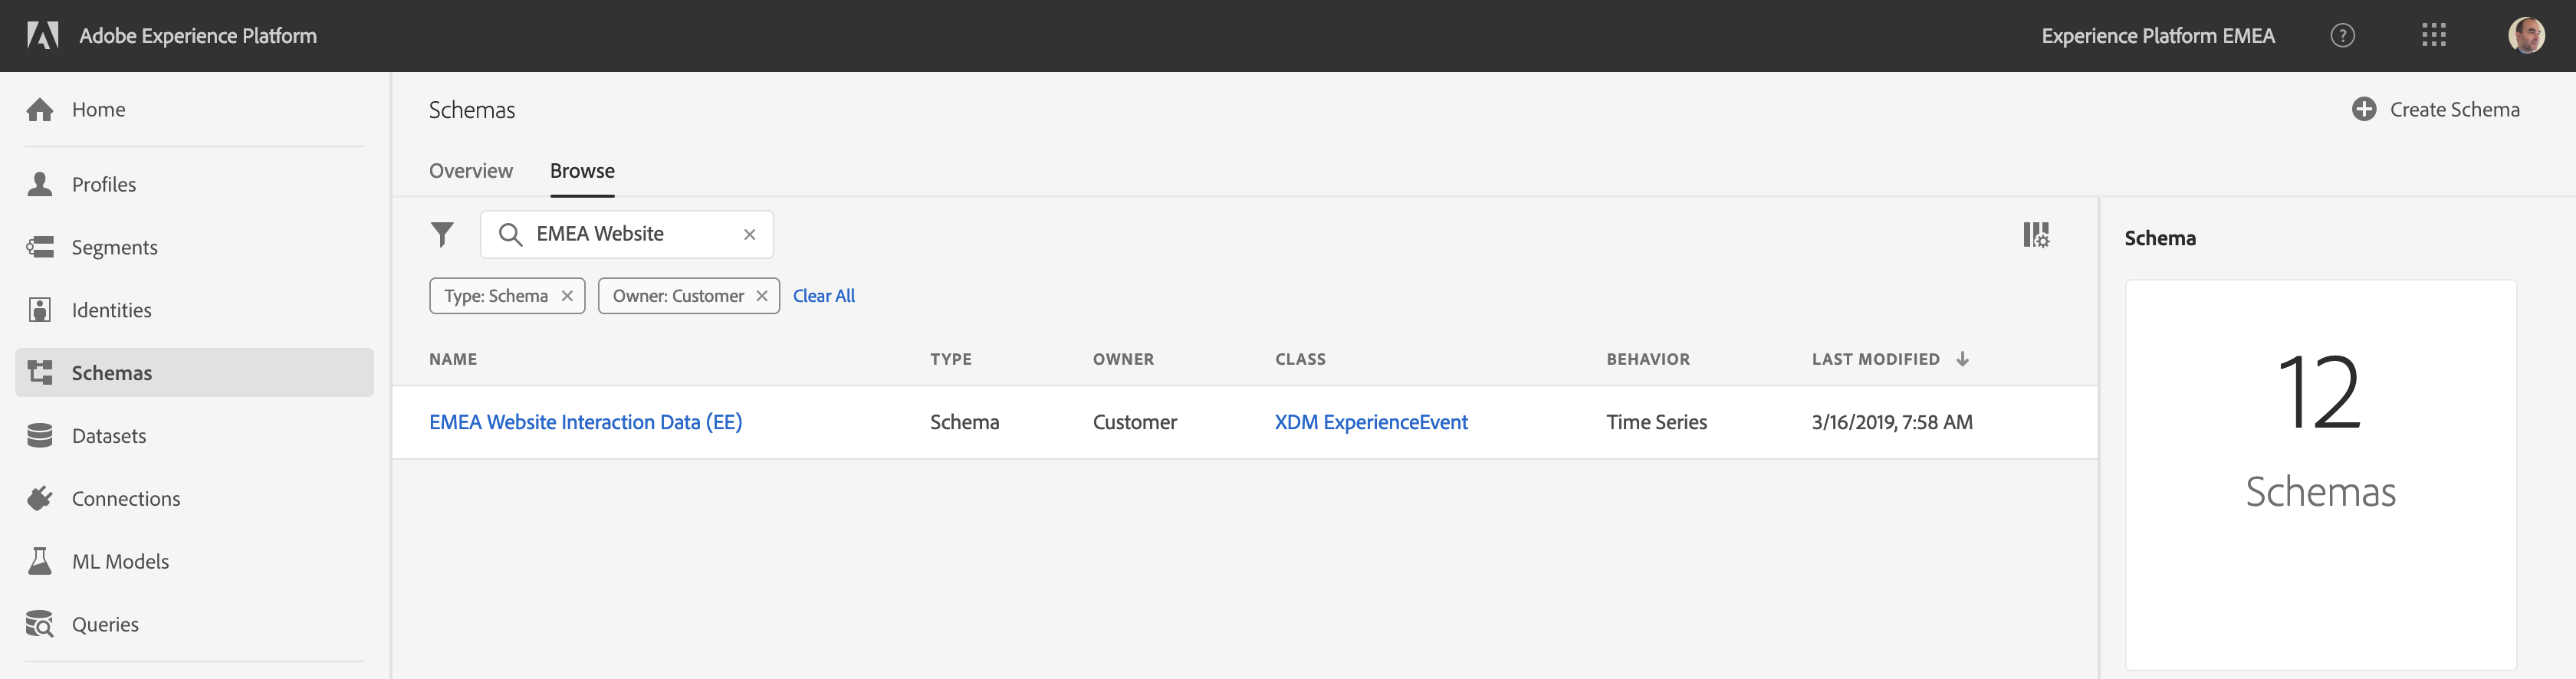 Adobe Experience Platform
Experience Platform EMEA
?
Home
Profiles
Segments
Identities
Schemas
Datasets
Connections
ML Models
Queries
Schemas
Create Schema
Overview
Browse
EMEA Website
Type: Schema
Owner: Customer
Clear All
NAME TYPE OWNER CLASS BEHAVIOR LAST MODIFIED
EMEA Website Interaction Data (EE) Schema Customer XDM ExperienceEvent Time Series 3/16/2019, 7:58 AM
Schema
12
Schemas